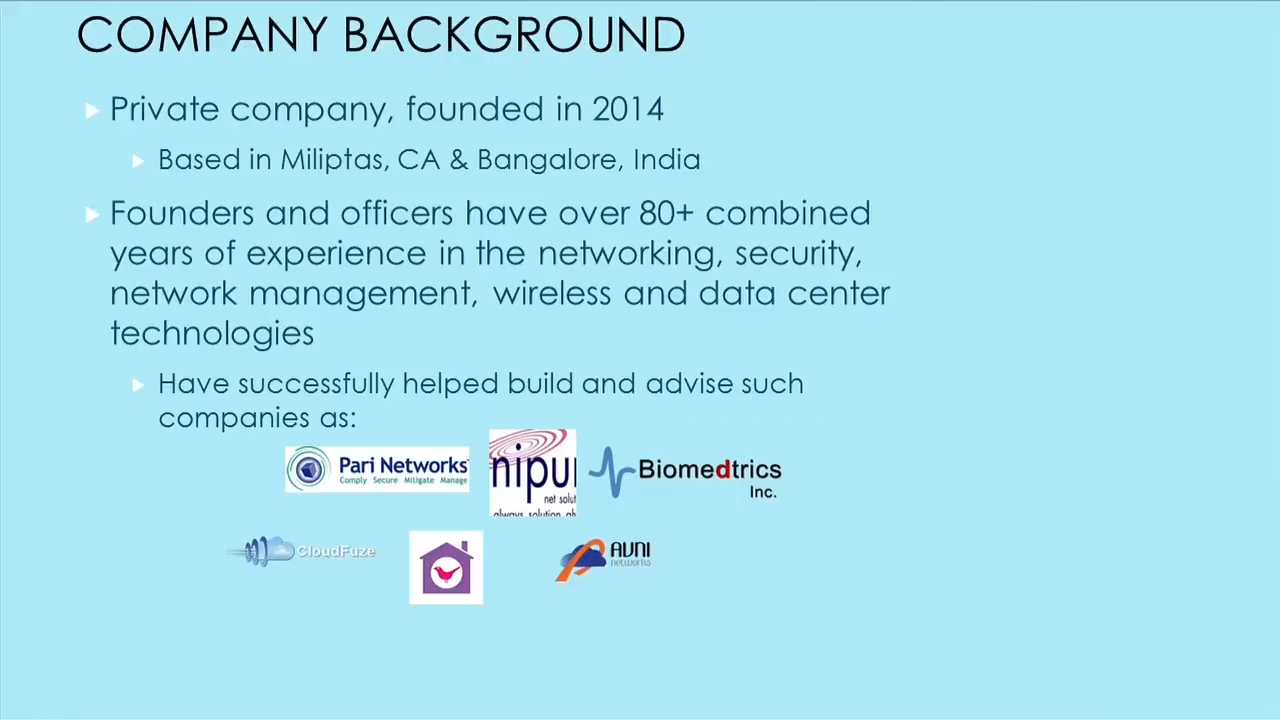 COMPANY BACKGROUND
Private company, founded in 2014
Based in Miliptas, CA & Bangalore, India
Founders and officers have over 80+ combined
years of experience in the networking, security,
network management, wireless and data center
technologies
Have successfully helped build and advise such
companies as:
Pari Networks
Comply Secure Mitigate Manage
nipu
net solut
always solution ah
Biomedtrics
Inc.
CloudFuze
AVNI
networks